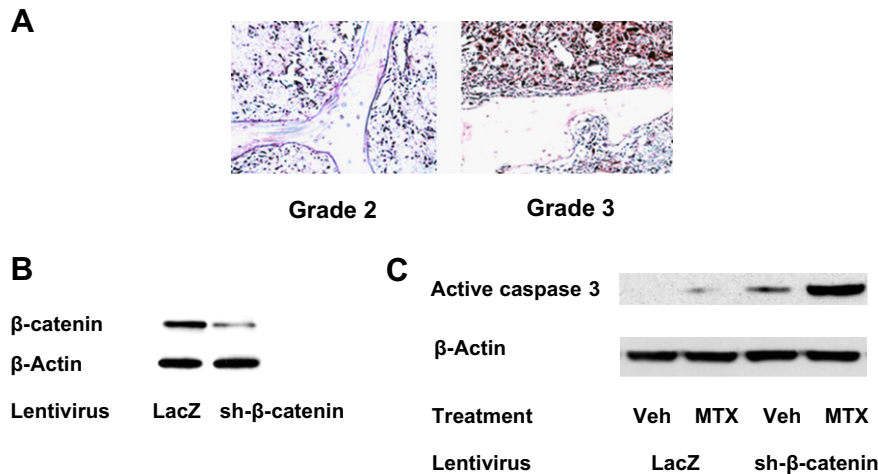 A
Grade 2 Grade 3
B
β-catenin
β-Actin
Lentivirus LacZ sh-β-catenin
C
Active caspase 3
β-Actin
Treatment Veh MTX Veh MTX
Lentivirus LacZ sh-β-catenin